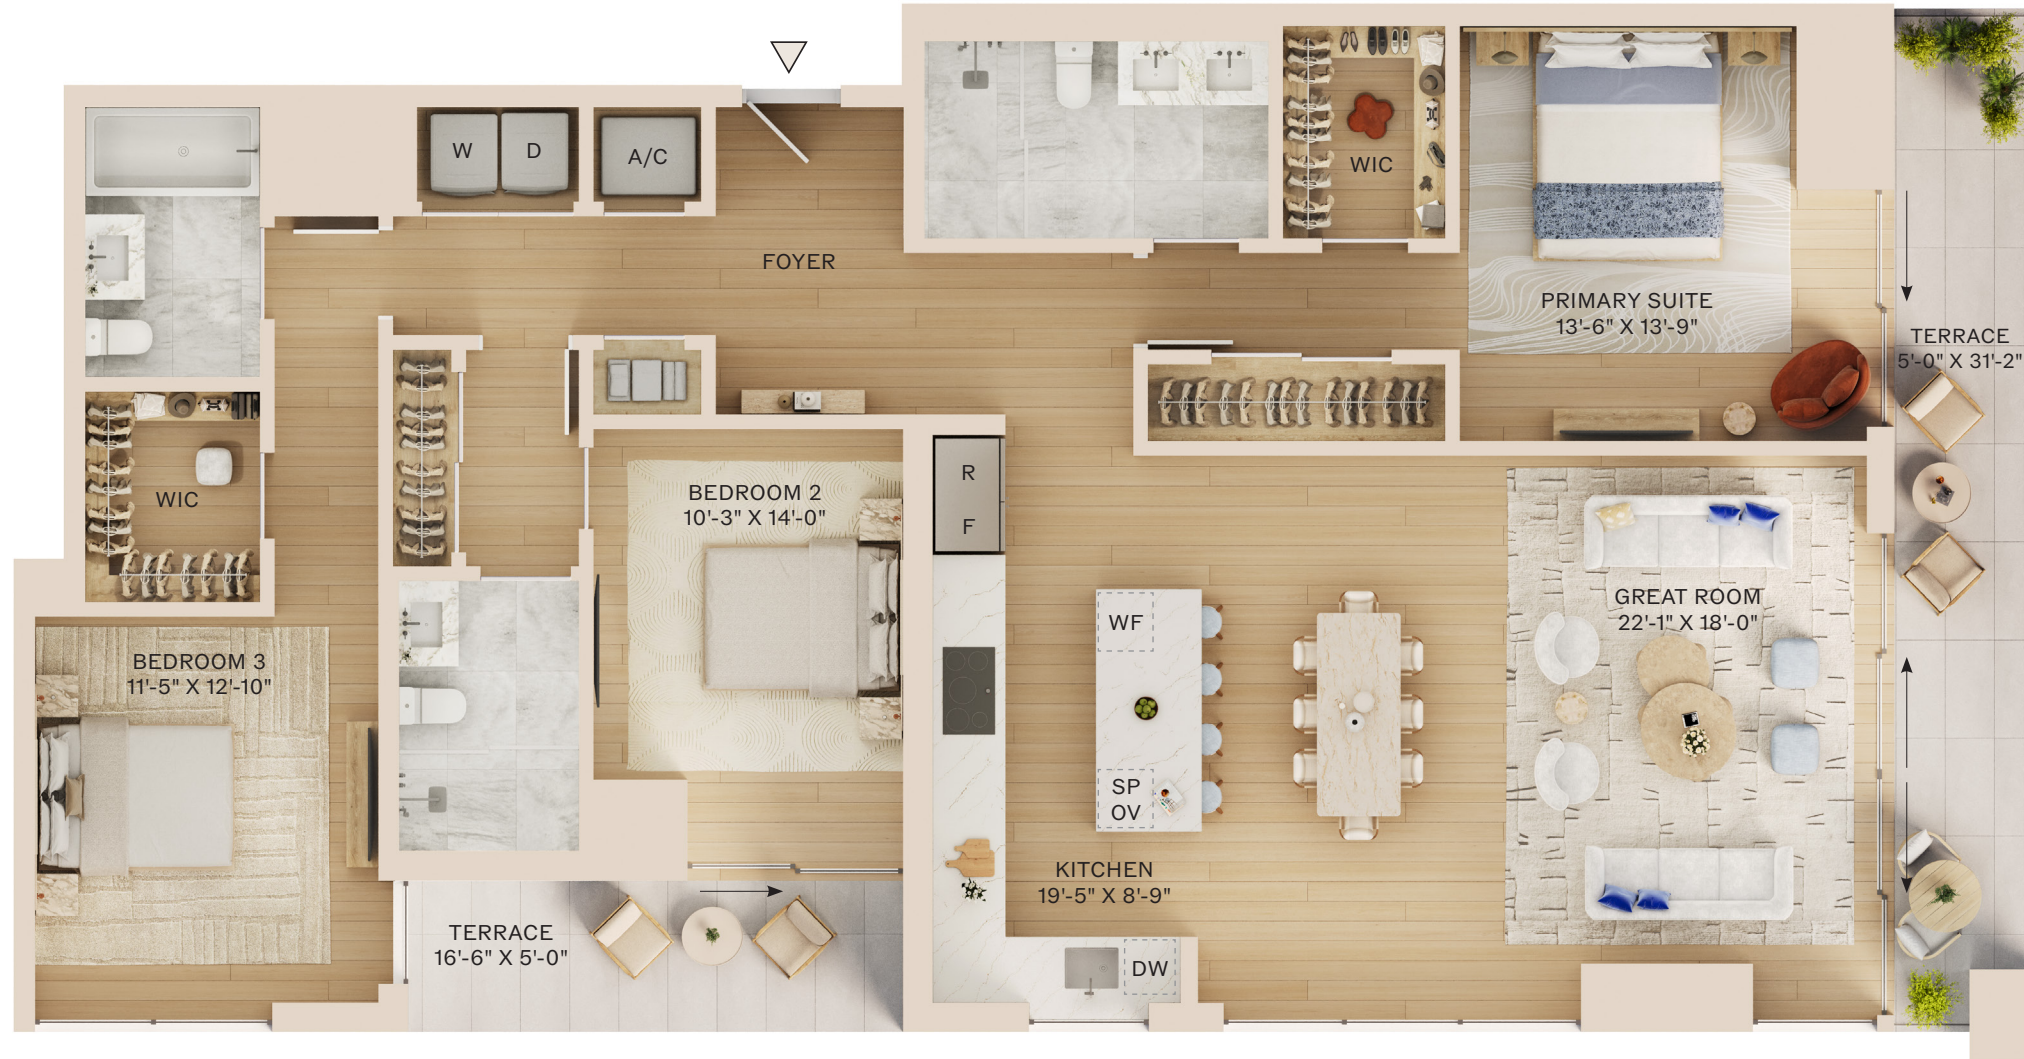 W
D
A/C
WIC
FOYER
PRIMARY SUITE
13'-6" X 13'-9"
TERRACE
5'-0" X 31'-2"
WIC
BEDROOM 2
10'-3" X 14'-0"
R
F
GREAT ROOM
22'-1" X 18'-0"
WF
BEDROOM 3
11'-5" X 12'-10"
SP
OV
KITCHEN
19'-5" X 8'-9"
TERRACE
16'-6" X 5'-0"
DW